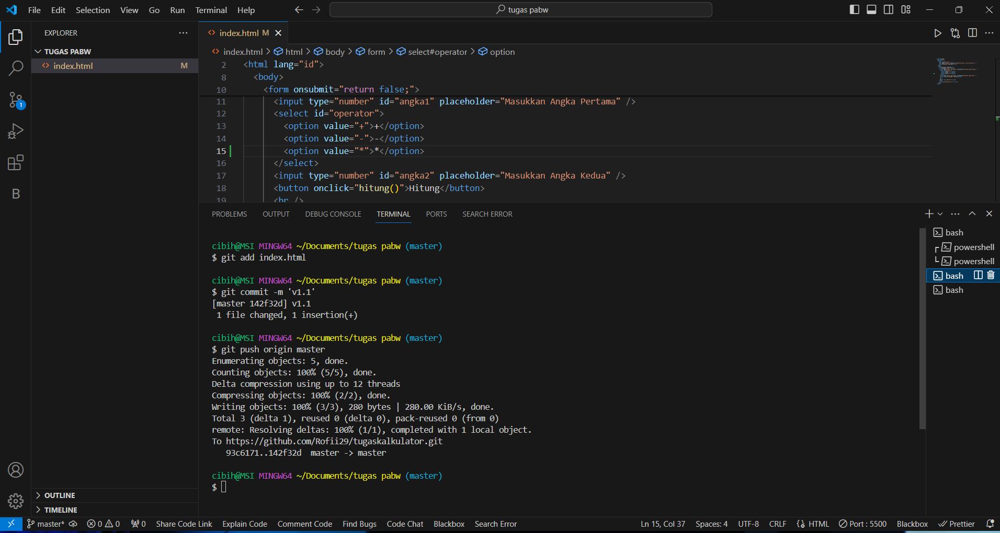 File Edit Selection View Go Run Terminal Help
tugas pabw
EXPLORER
TUGAS PABW
index.html M
index.html M
index.html > html > body > form > select#operator > option
2 <html lang="id">
8 <body>
10 <form onsubmit="return false;">
11 <input type="number" id="angka1" placeholder="Masukkan Angka Pertama" />
12 <select id="operator">
13 <option value="+">+</option>
14 <option value="-">-</option>
15 <option value="*">*</option>
16 </select>
17 <input type="number" id="angka2" placeholder="Masukkan Angka Kedua" />
18 <button onclick="hitung()">Hitung</button>
19 <br />
1
B
PROBLEMS OUTPUT DEBUG CONSOLE TERMINAL PORTS SEARCH ERROR
cibih@MSI MINGW64 ~/Documents/tugas pabw (master)
$ git add index.html
cibih@MSI MINGW64 ~/Documents/tugas pabw (master)
$ git commit -m 'v1.1'
[master 142f32d] v1.1
1 file changed, 1 insertion(+)
cibih@MSI MINGW64 ~/Documents/tugas pabw (master)
$ git push origin master
Enumerating objects: 5, done.
Counting objects: 100% (5/5), done.
Delta compression using up to 12 threads
Compressing objects: 100% (2/2), done.
Writing objects: 100% (3/3), 280 bytes | 280.00 KiB/s, done.
Total 3 (delta 1), reused 0 (delta 0), pack-reused 0 (from 0)
remote: Resolving deltas: 100% (1/1), completed with 1 local object.
To https://github.com/Rofii29/tugaskalkulator.git
93c6171..142f32d master -> master
cibih@MSI MINGW64 ~/Documents/tugas pabw (master)
$
bash
powershell
powershell
bash
bash
OUTLINE
TIMELINE
master* 0 0 0 Share Code Link Explain Code Comment Code Find Bugs Code Chat Blackbox Search Error Ln 15, Col 37 Spaces: 4 UTF-8 CRLF HTML Port : 5500 Blackbox Prettier